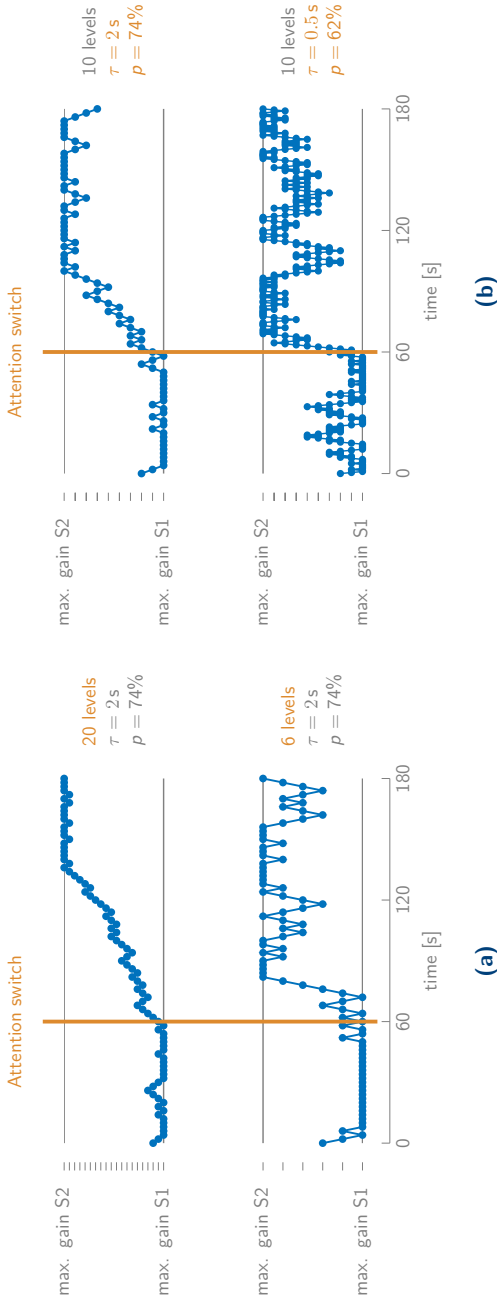 Attention switch
max. gain S2
max. gain S1
20 levels
τ = 2 s
p = 74%
max. gain S2
max. gain S1
6 levels
τ = 2 s
p = 74%
0
60
120
180
time [s]
(a)
Attention switch
max. gain S2
max. gain S1
10 levels
τ = 2 s
p = 74%
max. gain S2
max. gain S1
10 levels
τ = 0.5 s
p = 62%
0
60
120
180
time [s]
(b)